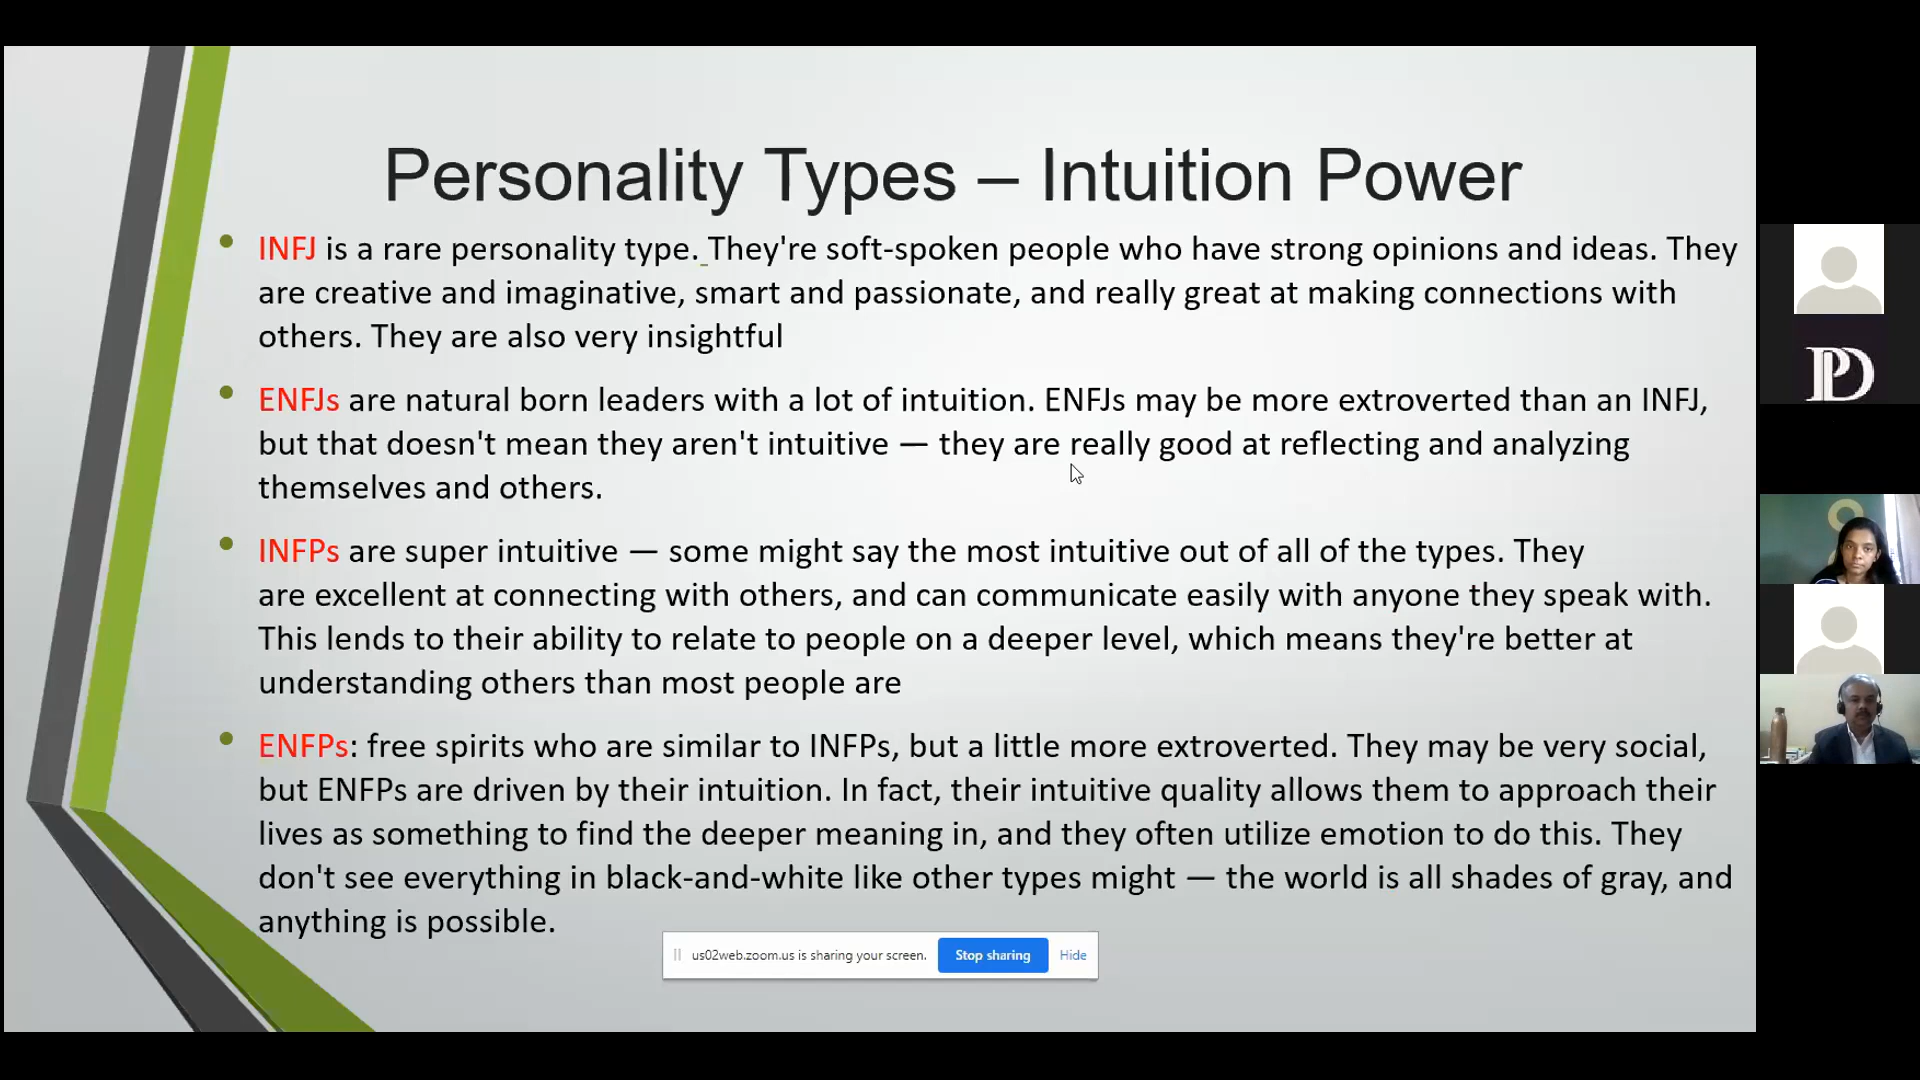 Personality Types – Intuition Power
INFJ is a rare personality type. They're soft-spoken people who have strong opinions and ideas. They
are creative and imaginative, smart and passionate, and really great at making connections with
others. They are also very insightful
ENFJs are natural born leaders with a lot of intuition. ENFJs may be more extroverted than an INFJ,
but that doesn't mean they aren't intuitive — they are really good at reflecting and analyzing
themselves and others.
INFPs are super intuitive — some might say the most intuitive out of all of the types. They
are excellent at connecting with others, and can communicate easily with anyone they speak with.
This lends to their ability to relate to people on a deeper level, which means they're better at
understanding others than most people are
ENFPs: free spirits who are similar to INFPs, but a little more extroverted. They may be very social,
but ENFPs are driven by their intuition. In fact, their intuitive quality allows them to approach their
lives as something to find the deeper meaning in, and they often utilize emotion to do this. They
don't see everything in black-and-white like other types might — the world is all shades of gray, and
anything is possible.
us02web.zoom.us is sharing your screen. Stop sharing Hide
PD